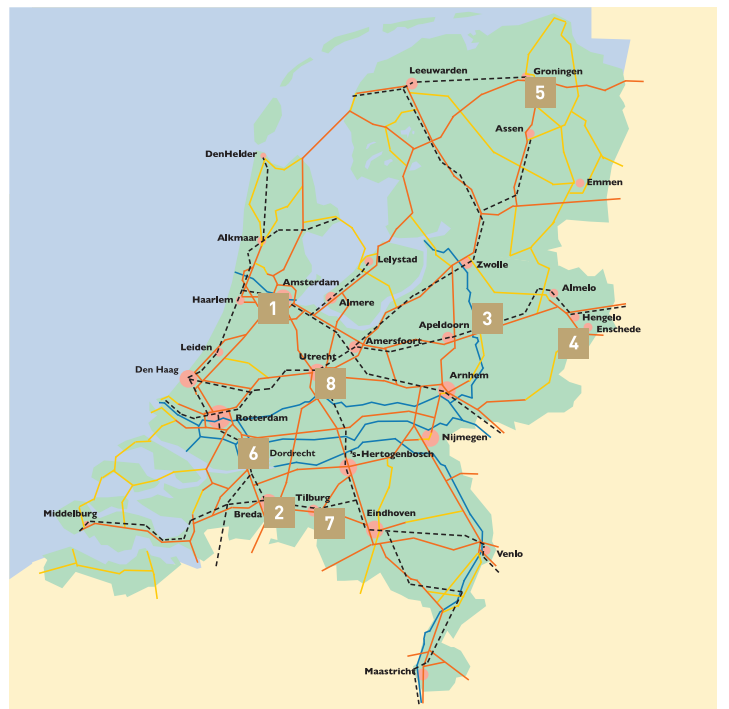 Leeuwarden
Groningen
5
Assen
DenHelder
Emmen
Alkmaar
Lelystad
Zwolle
Amsterdam
Almelo
Haarlem
1
Almere
3
Hengelo
Apeldoorn
Enschede
Amersfoort
4
Leiden
Utrecht
Den Haag
8
Arnhem
Rotterdam
Nijmegen
6
Dordrecht
's-Hertogenbosch
Tilburg
Middelburg
Breda
2
7
Eindhoven
Venlo
Maastricht